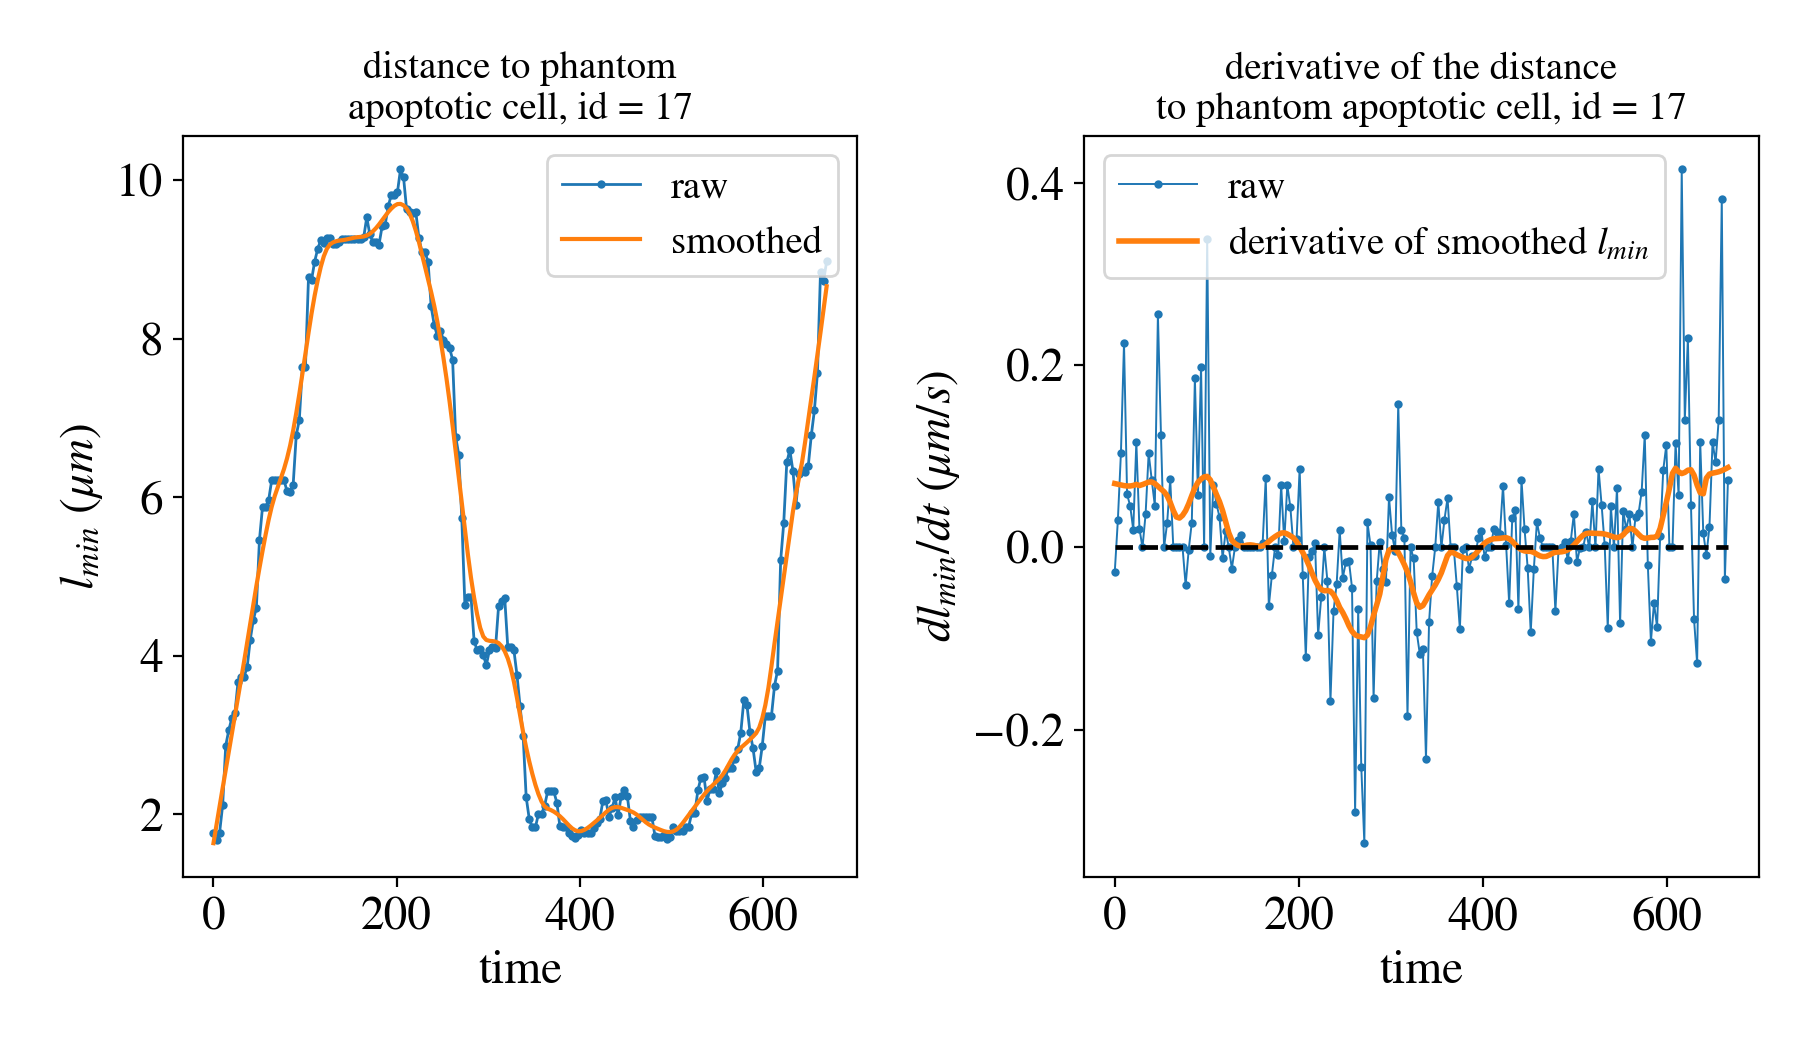 distance to phantom
apoptotic cell, id = 17
10
8
6
4
2
0
200
400
600
time
l_min (μm)
raw
smoothed
derivative of the distance
to phantom apoptotic cell, id = 17
0.4
0.2
0.0
−0.2
0
200
400
600
time
dl_min/dt (μm/s)
raw
derivative of smoothed l_min